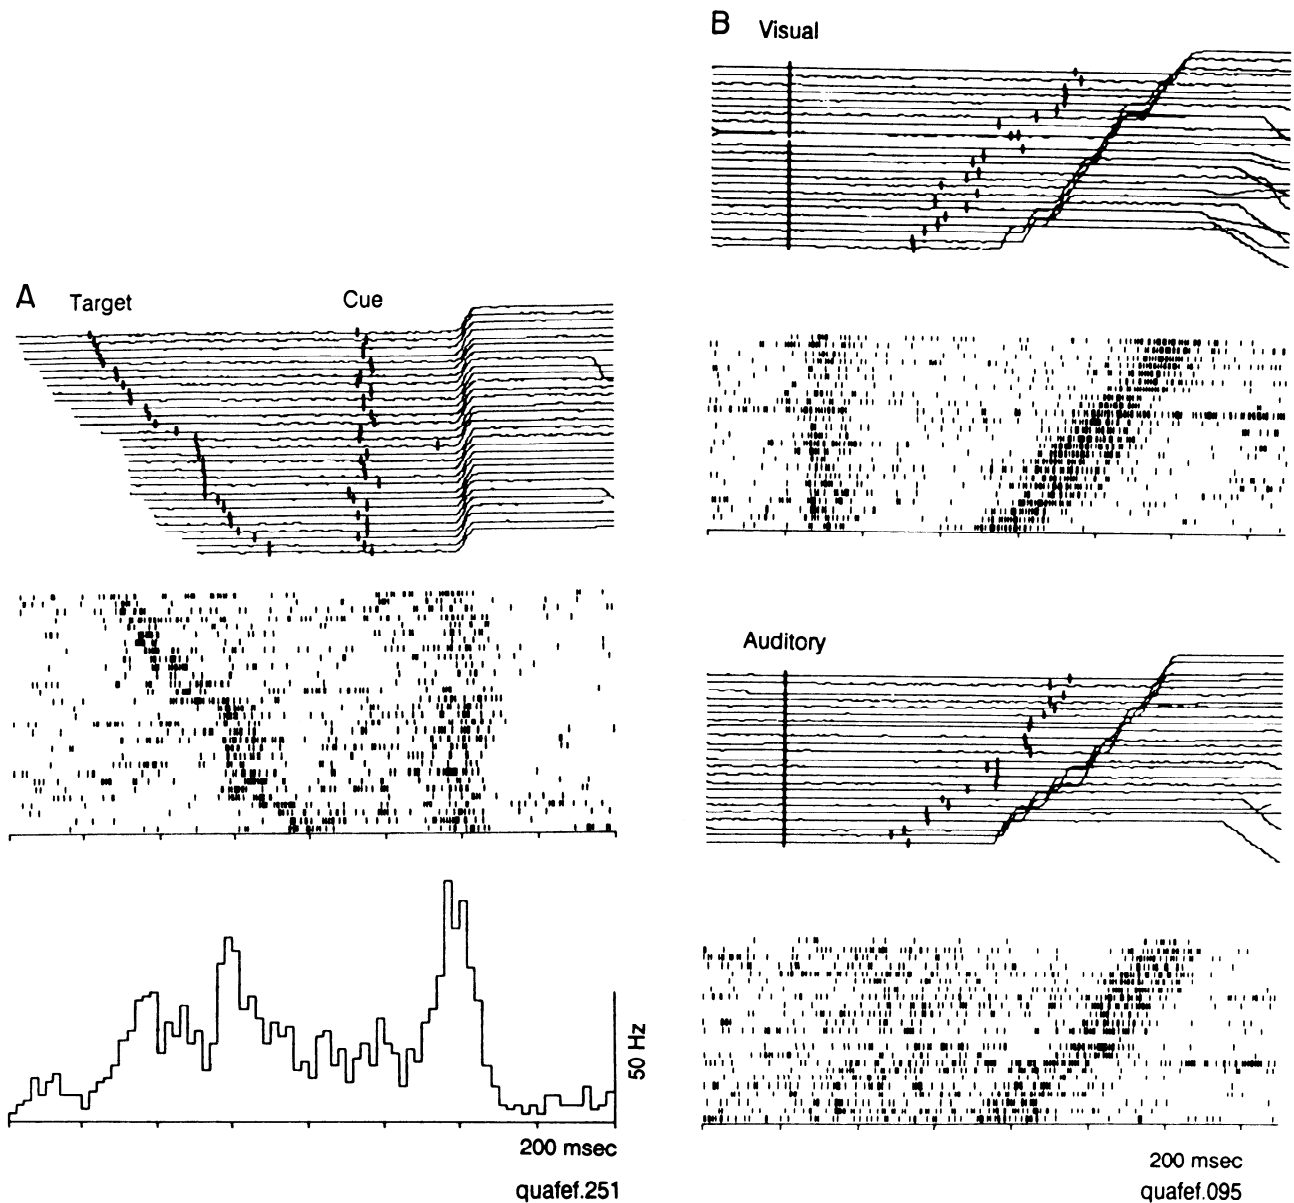 B Visual
A Target Cue
Auditory
50 Hz
200 msec
quafef.251
200 msec
quafef.095